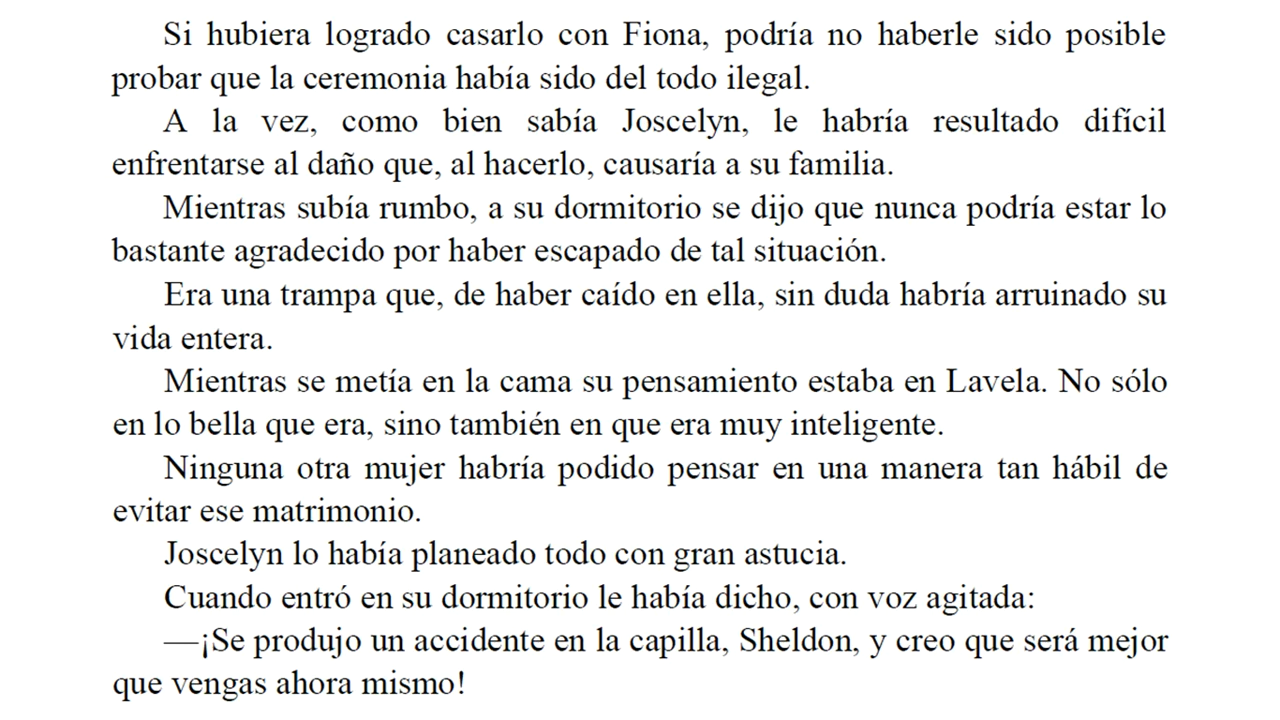 Si hubiera logrado casarlo con Fiona, podría no haberle sido posible
probar que la ceremonia había sido del todo ilegal.
A la vez, como bien sabía Joscelyn, le habría resultado difícil
enfrentarse al daño que, al hacerlo, causaría a su familia.
Mientras subía rumbo, a su dormitorio se dijo que nunca podría estar lo
bastante agradecido por haber escapado de tal situación.
Era una trampa que, de haber caído en ella, sin duda habría arruinado su
vida entera.
Mientras se metía en la cama su pensamiento estaba en Lavela. No sólo
en lo bella que era, sino también en que era muy inteligente.
Ninguna otra mujer habría podido pensar en una manera tan hábil de
evitar ese matrimonio.
Joscelyn lo había planeado todo con gran astucia.
Cuando entró en su dormitorio le había dicho, con voz agitada:
—¡Se produjo un accidente en la capilla, Sheldon, y creo que será mejor
que vengas ahora mismo!